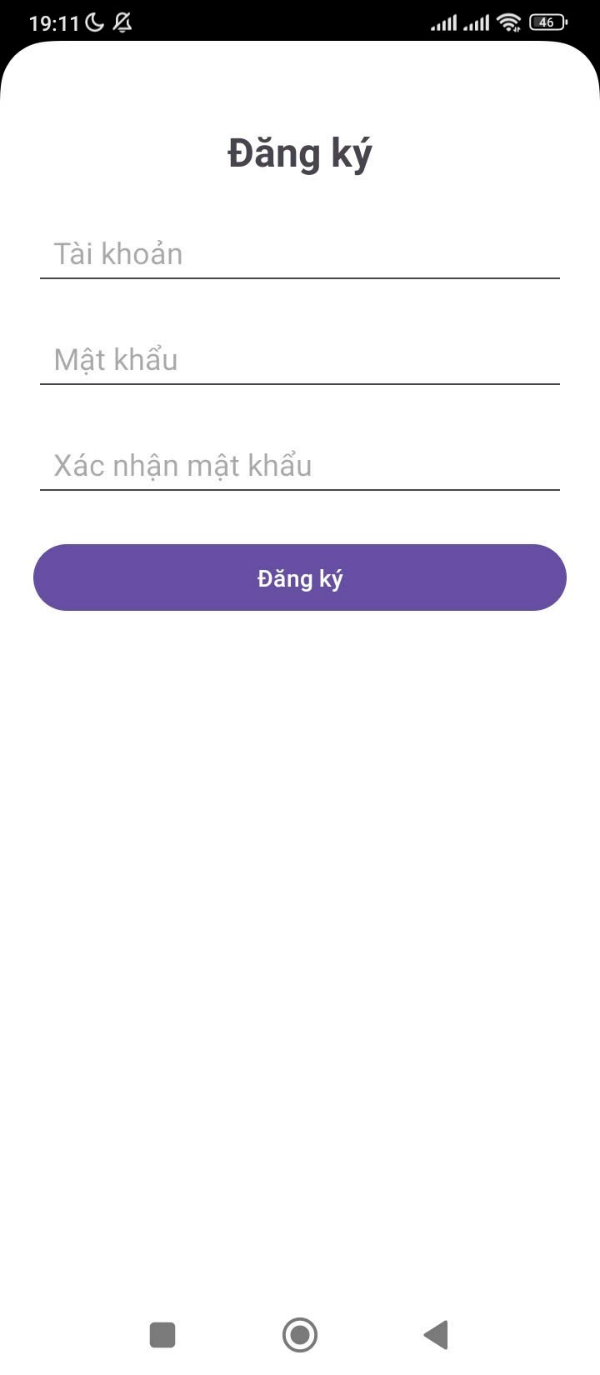 19:11
46
Đăng ký
Tài khoản
Mật khẩu
Xác nhận mật khẩu
Đăng ký